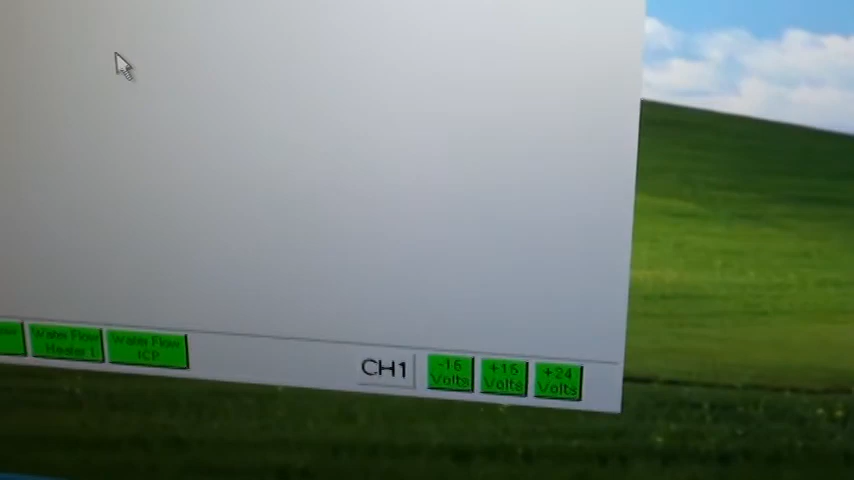 Water Flow
Heater 1
Water Flow
ICP
CH1
-15
Volts
+15
Volts
+24
Volts